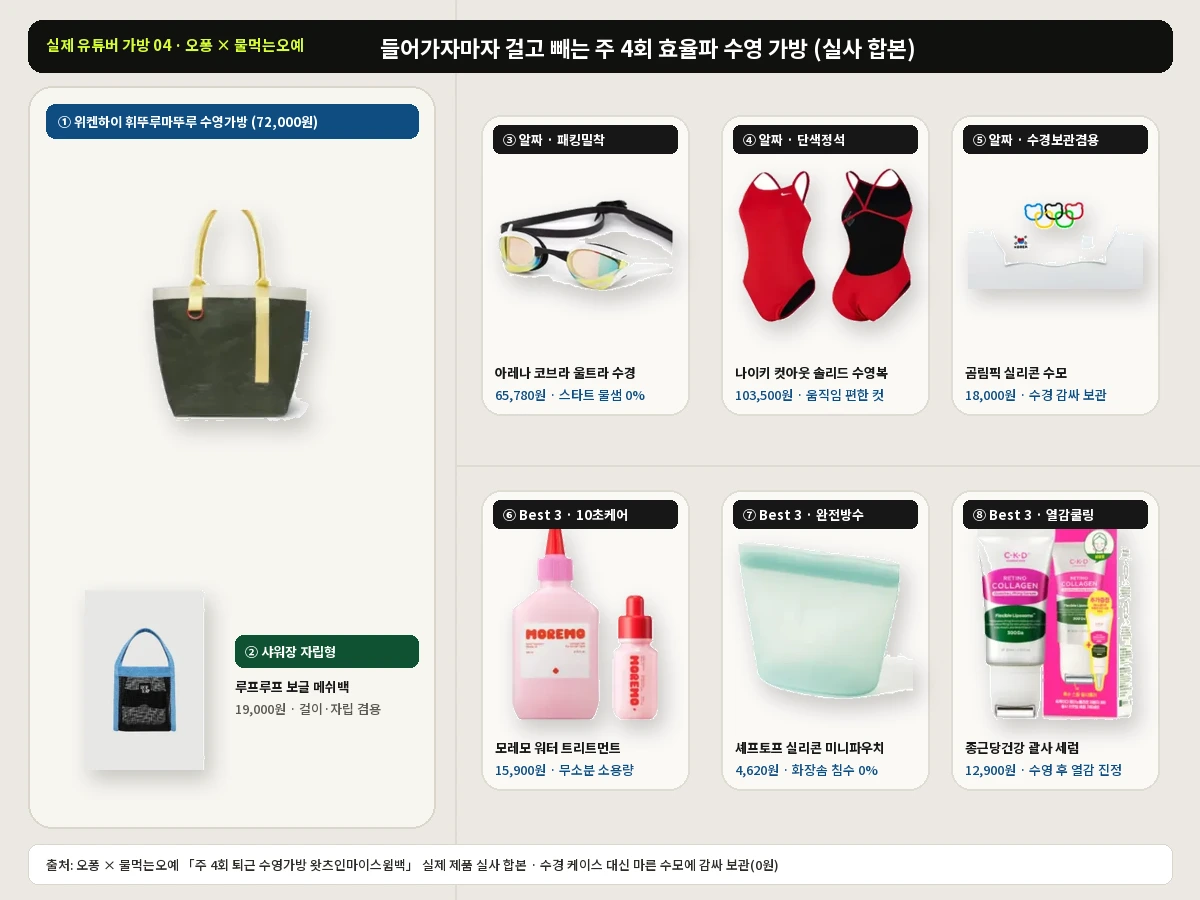 실제 유튜버 가방 04 · 오퐁 × 물먹는오예
들어가자마자 걸고 빼는 주 4회 효율파 수영 가방 (실사 합본)
① 위켄하이 휘뚜루마뚜루 수영가방 (72,000원)
② 샤워장 자립형
루프루프 보글 메쉬백
19,000원 · 걸이·자립 겸용
③ 알짜 · 패킹밀착
아레나 코브라 울트라 수경
65,780원 · 스타트 물샘 0%
④ 알짜 · 단색정석
나이키 컷아웃 솔리드 수영복
103,500원 · 움직임 편한 컷
⑤ 알짜 · 수경보관겸용
KOREA
곰림픽 실리콘 수모
18,000원 · 수경 감싸 보관
⑥ Best 3 · 10초케어
MOREMO
MOREMO
모레모 워터 트리트먼트
15,900원 · 무소분 소용량
⑦ Best 3 · 완전방수
셰프토프 실리콘 미니파우치
4,620원 · 화장솜 침수 0%
⑧ Best 3 · 열감쿨링
C·K·D
RETINO
COLLAGEN
Flexible Liposome
C·K·D
RETINO
COLLAGEN
종근당건강 괄사 세럼
12,900원 · 수영 후 열감 진정
출처: 오퐁 × 물먹는오예 「주 4회 퇴근 수영가방 왓츠인마이스윔백」 실제 제품 실사 합본 · 수경 케이스 대신 마른 수모에 감싸 보관(0원)